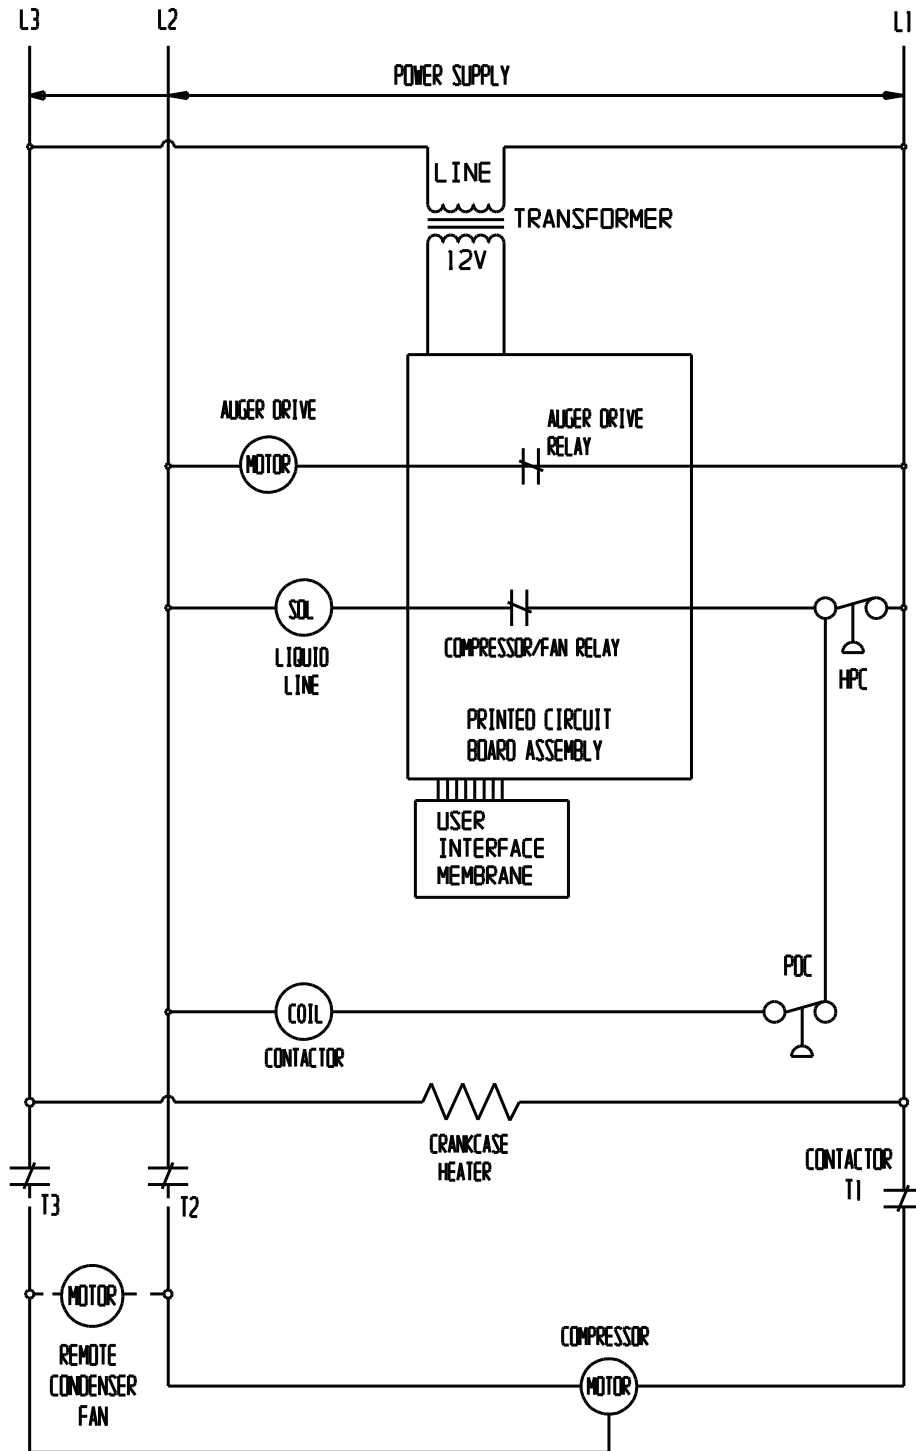 L3
L2
L1
POWER SUPPLY
LINE
TRANSFORMER
12V
AUGER DRIVE
MOTOR
AUGER DRIVE
RELAY
SOL
LIQUID
LINE
COMPRESSOR/FAN RELAY
HPC
PRINTED CIRCUIT
BOARD ASSEMBLY
USER
INTERFACE
MEMBRANE
POC
COIL
CONTACTOR
CRANKCASE
HEATER
CONTACTOR
T1
T3
T2
MOTOR
REMOTE
CONDENSER
FAN
COMPRESSOR
MOTOR